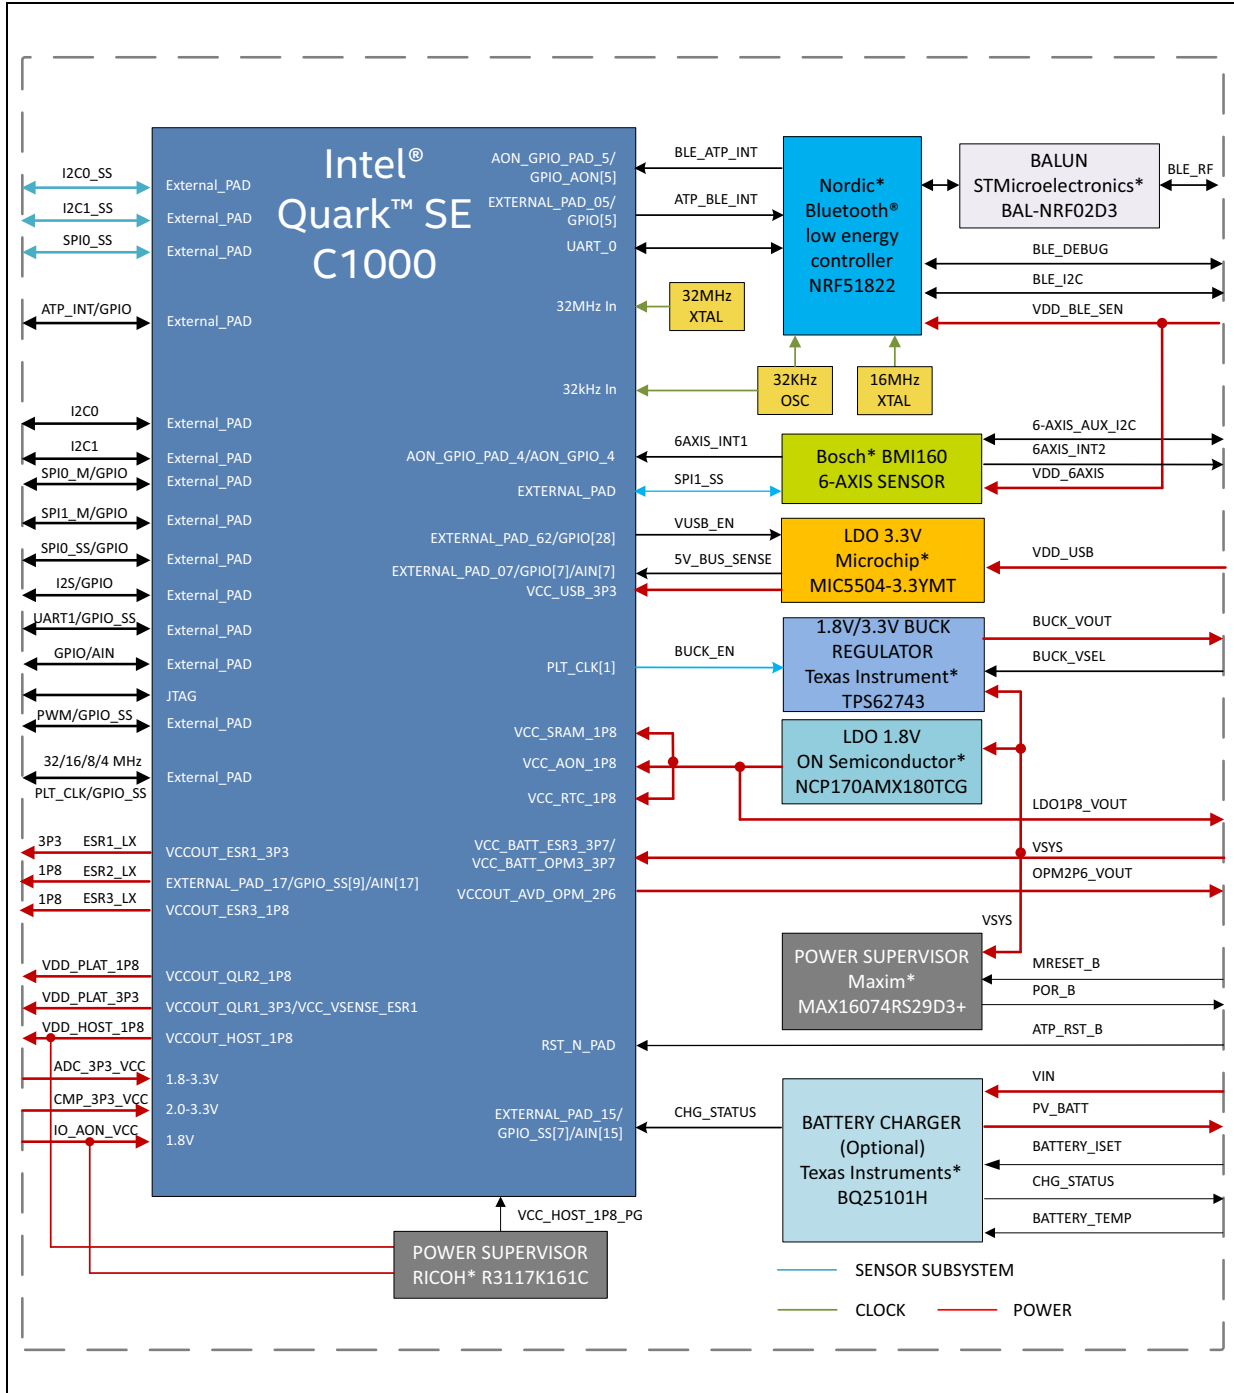 Intel®
Quark™ SE
C1000
I2C0_SS
External_PAD
I2C1_SS
External_PAD
SPI0_SS
External_PAD
ATP_INT/GPIO
External_PAD
I2C0
External_PAD
I2C1
External_PAD
SPI0_M/GPIO
External_PAD
SPI1_M/GPIO
External_PAD
SPI0_SS/GPIO
External_PAD
I2S/GPIO
External_PAD
UART1/GPIO_SS
External_PAD
GPIO/AIN
External_PAD
JTAG
PWM/GPIO_SS
External_PAD
32/16/8/4 MHz
PLT_CLK/GPIO_SS
External_PAD
3P3 ESR1_LX
VCCOUT_ESR1_3P3
1P8 ESR2_LX
EXTERNAL_PAD_17/GPIO_SS[9]/AIN[17]
1P8 ESR3_LX
VCCOUT_ESR3_1P8
VDD_PLAT_1P8
VCCOUT_QLR2_1P8
VDD_PLAT_3P3
VCCOUT_QLR1_3P3/VCC_VSENSE_ESR1
VDD_HOST_1P8
VCCOUT_HOST_1P8
ADC_3P3_VCC
1.8-3.3V
CMP_3P3_VCC
2.0-3.3V
IO_AON_VCC
1.8V
AON_GPIO_PAD_5/
GPIO_AON[5]
BLE_ATP_INT
EXTERNAL_PAD_05/
GPIO[5]
ATP_BLE_INT
UART_0
32MHz In
32MHz
XTAL
32kHz In
32KHz
OSC
16MHz
XTAL
Nordic*
Bluetooth®
low energy
controller
NRF51822
BALUN
STMicroelectronics*
BAL-NRF02D3
BLE_RF
BLE_DEBUG
BLE_I2C
VDD_BLE_SEN
AON_GPIO_PAD_4/AON_GPIO_4
6AXIS_INT1
EXTERNAL_PAD
SPI1_SS
Bosch* BMI160
6-AXIS SENSOR
6-AXIS_AUX_I2C
6AXIS_INT2
VDD_6AXIS
EXTERNAL_PAD_62/GPIO[28]
VUSB_EN
EXTERNAL_PAD_07/GPIO[7]/AIN[7]
5V_BUS_SENSE
VCC_USB_3P3
LDO 3.3V
Microchip*
MIC5504-3.3YMT
VDD_USB
PLT_CLK[1]
BUCK_EN
1.8V/3.3V BUCK
REGULATOR
Texas Instrument*
TPS62743
BUCK_VOUT
BUCK_VSEL
VCC_SRAM_1P8
VCC_AON_1P8
VCC_RTC_1P8
LDO 1.8V
ON Semiconductor*
NCP170AMX180TCG
LDO1P8_VOUT
VCC_BATT_ESR3_3P7/
VCC_BATT_OPM3_3P7
VSYS
VCCOUT_AVD_OPM_2P6
OPM2P6_VOUT
VSYS
POWER SUPERVISOR
Maxim*
MAX16074RS29D3+
MRESET_B
POR_B
RST_N_PAD
ATP_RST_B
EXTERNAL_PAD_15/
GPIO_SS[7]/AIN[15]
CHG_STATUS
BATTERY CHARGER
(Optional)
Texas Instruments*
BQ25101H
VIN
PV_BATT
BATTERY_ISET
CHG_STATUS
BATTERY_TEMP
VCC_HOST_1P8_PG
POWER SUPERVISOR
RICOH* R3117K161C
SENSOR SUBSYSTEM
CLOCK
POWER